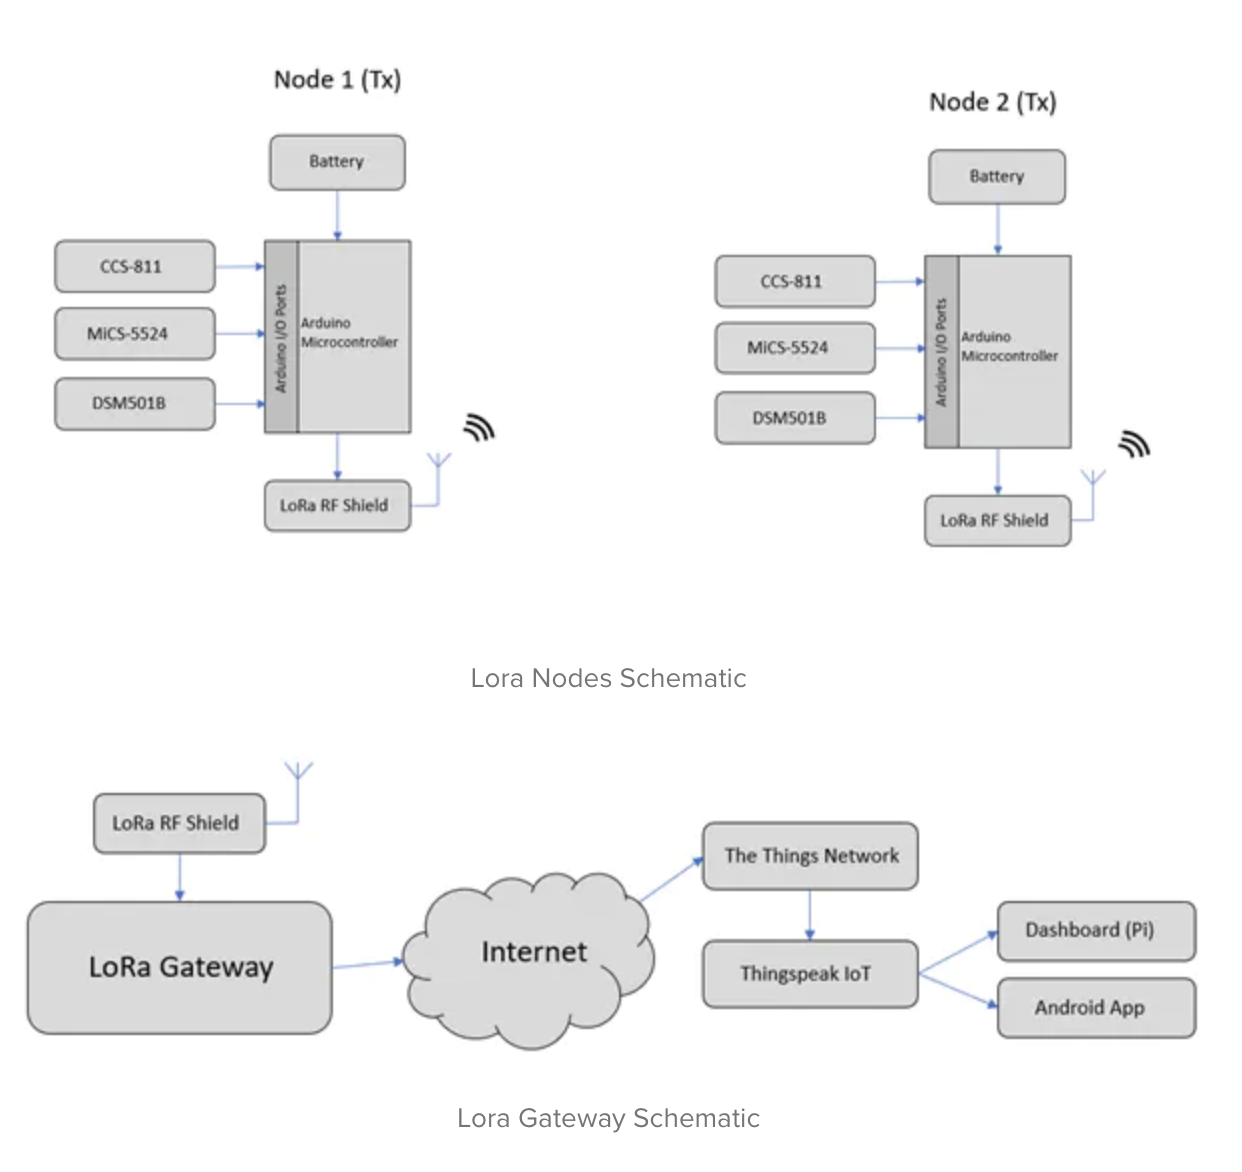 Node 1 (Tx)
Battery
CCS-811
MiCS-5524
DSM501B
Arduino I/O Ports
Arduino
Microcontroller
LoRa RF Shield
Node 2 (Tx)
Battery
CCS-811
MiCS-5524
DSM501B
Arduino I/O Ports
Arduino
Microcontroller
LoRa RF Shield
Lora Nodes Schematic
LoRa RF Shield
LoRa Gateway
Internet
The Things Network
Thingspeak IoT
Dashboard (Pi)
Android App
Lora Gateway Schematic